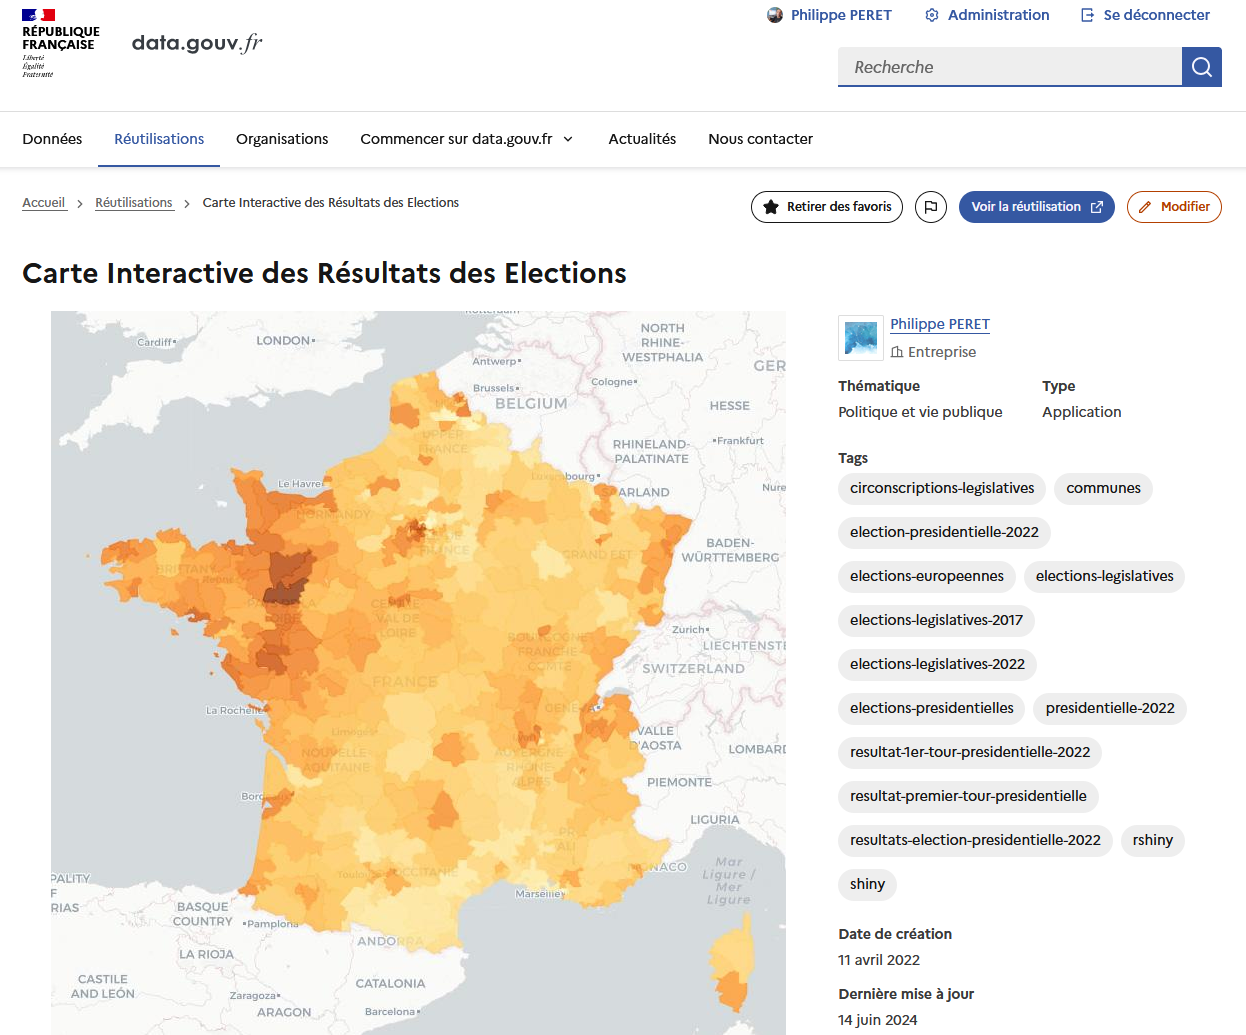 RÉPUBLIQUE
FRANÇAISE
Liberté
Égalité
Fraternité
data.gouv.fr
Philippe PERET
Administration
Se déconnecter
Recherche
Données
Réutilisations
Organisations
Commencer sur data.gouv.fr
Actualités
Nous contacter
Accueil > Réutilisations > Carte Interactive des Résultats des Elections
Retirer des favoris
Voir la réutilisation
Modifier
Carte Interactive des Résultats des Elections
Rotterdam
Cardiff
LONDON
NORTH
RHINE-
WESTPHALIA
GER
Antwerp
Brussels
Cologne
BELGIUM
HESSE
UPPER
FRANCE
RHINELAND-
PALATINATE
Frankfurt
Le Havre
SAARLAND
Nure
NORMANDY
FRANCE
GRAND EST
BADEN-
WÜRTTEMBERG
BRITTANY
Rennes
LOIRE
CENTRE
VAL DE
LOIRE
BOURGOGNE
FRANCHE-
COMTÉ
Zurich
LIECHTENSTE
SWITZERLAND
FRANCE
GENEVA
La Rochelle
Limoges
VALLE
D'AOSTA
LOMBARD
NOUVELLE
AQUITAINE
AUVERGNE
RHÔNE
ALPES
PIEMONTE
LIGURIA
Toulouse
OCCITANIE
MONACO
Mar
Ligure /
Mer
Ligure
Marseille
PALITY
F
RIAS
BASQUE
COUNTRY
Pamplona
ANDORRA
LA RIOJA
CASTILE
AND LEÓN
CATALONIA
Zaragoza
ARAGON
Barcelona
Philippe PERET
Entreprise
Thématique
Type
Politique et vie publique
Application
Tags
circonscriptions-legislatives
communes
election-presidentielle-2022
elections-europeennes
elections-legislatives
elections-legislatives-2017
elections-legislatives-2022
elections-presidentielles
presidentielle-2022
resultat-1er-tour-presidentielle-2022
resultat-premier-tour-presidentielle
resultats-election-presidentielle-2022
rshiny
shiny
Date de création
11 avril 2022
Dernière mise à jour
14 juin 2024